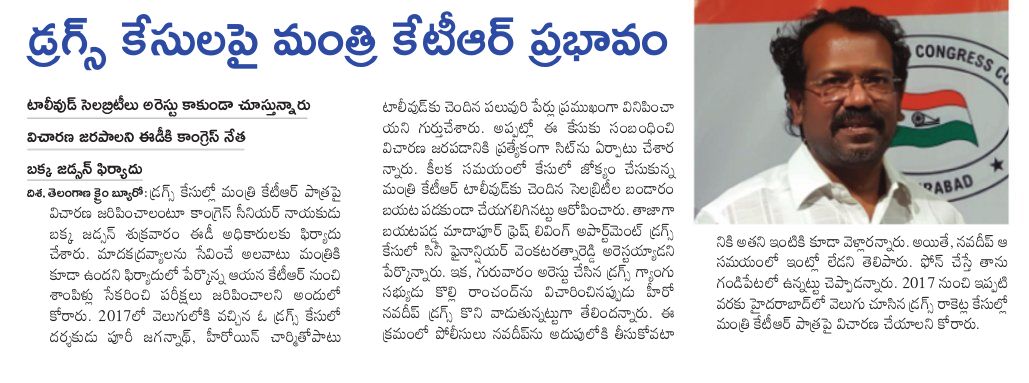 డ్రగ్స్ కేసులపై మంత్రి కేటీఆర్ ప్రభావం
టాలీవుడ్ సెలబ్రిటీలు అరెస్టు కాకుండా చూస్తున్నారు
విచారణ జరపాలని ఈడీకి కాంగ్రెస్ నేత
బక్క జడ్సన్ ఫిర్యాదు
దిశ, తెలంగాణ క్రైం బ్యూరో: డ్రగ్స్ కేసుల్లో మంత్రి కేటీఆర్ పాత్రపై
విచారణ జరిపించాలంటూ కాంగ్రెస్ సీనియర్ నాయకుడు
బక్క జడ్సన్ శుక్రవారం ఈడీ అధికారులకు ఫిర్యాదు
చేశారు. మాదకద్రవ్యాలను సేవించే అలవాటు మంత్రికి
కూడా ఉందని ఫిర్యాదులో పేర్కొన్న ఆయన కేటీఆర్ నుంచి
శాంపిళ్లు సేకరించి పరీక్షలు జరిపించాలని అందులో
కోరారు. 2017లో వెలుగులోకి వచ్చిన ఓ డ్రగ్స్ కేసులో
దర్శకుడు పూరీ జగన్నాథ్, హీరోయిన్ చార్మితోపాటు
టాలీవుడ్‌కు చెందిన పలువురి పేర్లు ప్రముఖంగా వినిపించా
యని గుర్తుచేశారు. అప్పట్లో ఈ కేసుకు సంబంధించి
విచారణ జరపడానికి ప్రత్యేకంగా సిట్‌ను ఏర్పాటు చేశార
న్నారు. కీలక సమయంలో కేసులో జోక్యం చేసుకున్న
మంత్రి కేటీఆర్ టాలీవుడ్‌కు చెందిన సెలబ్రిటీల బండారం
బయట పడకుండా చేయగలిగినట్టు ఆరోపించారు. తాజాగా
బయటపడ్డ మాదాపూర్ ఫ్రెష్ లివింగ్ అపార్ట్‌మెంట్ డ్రగ్స్
కేసులో సినీ ఫైనాన్షియర్ వెంకటరత్నారెడ్డి అరెస్టయ్యాడని
పేర్కొన్నారు. ఇక, గురువారం అరెస్టు చేసిన డ్రగ్స్ గ్యాంగు
సభ్యుడు కొల్లి రాంచంద్‌ను విచారించినప్పుడు హీరో
నవదీప్ డ్రగ్స్ కొని వాడుతున్నట్టుగా తేలిందన్నారు. ఈ
క్రమంలో పోలీసులు నవదీప్‌ను అదుపులోకి తీసుకోవటా
CONGRESS CO
RABAD
నికి అతని ఇంటికి కూడా వెళ్లారన్నారు. అయితే, నవదీప్ ఆ
సమయంలో ఇంట్లో లేడని తెలిపారు. ఫోన్ చేస్తే తాను
గండిపేటలో ఉన్నట్టు చెప్పాడన్నారు. 2017 నుంచి ఇప్పటి
వరకు హైదరాబాద్‌లో వెలుగు చూసిన డ్రగ్స్ రాకెట్ల కేసుల్లో
మంత్రి కేటీఆర్ పాత్రపై విచారణ చేయాలని కోరారు.